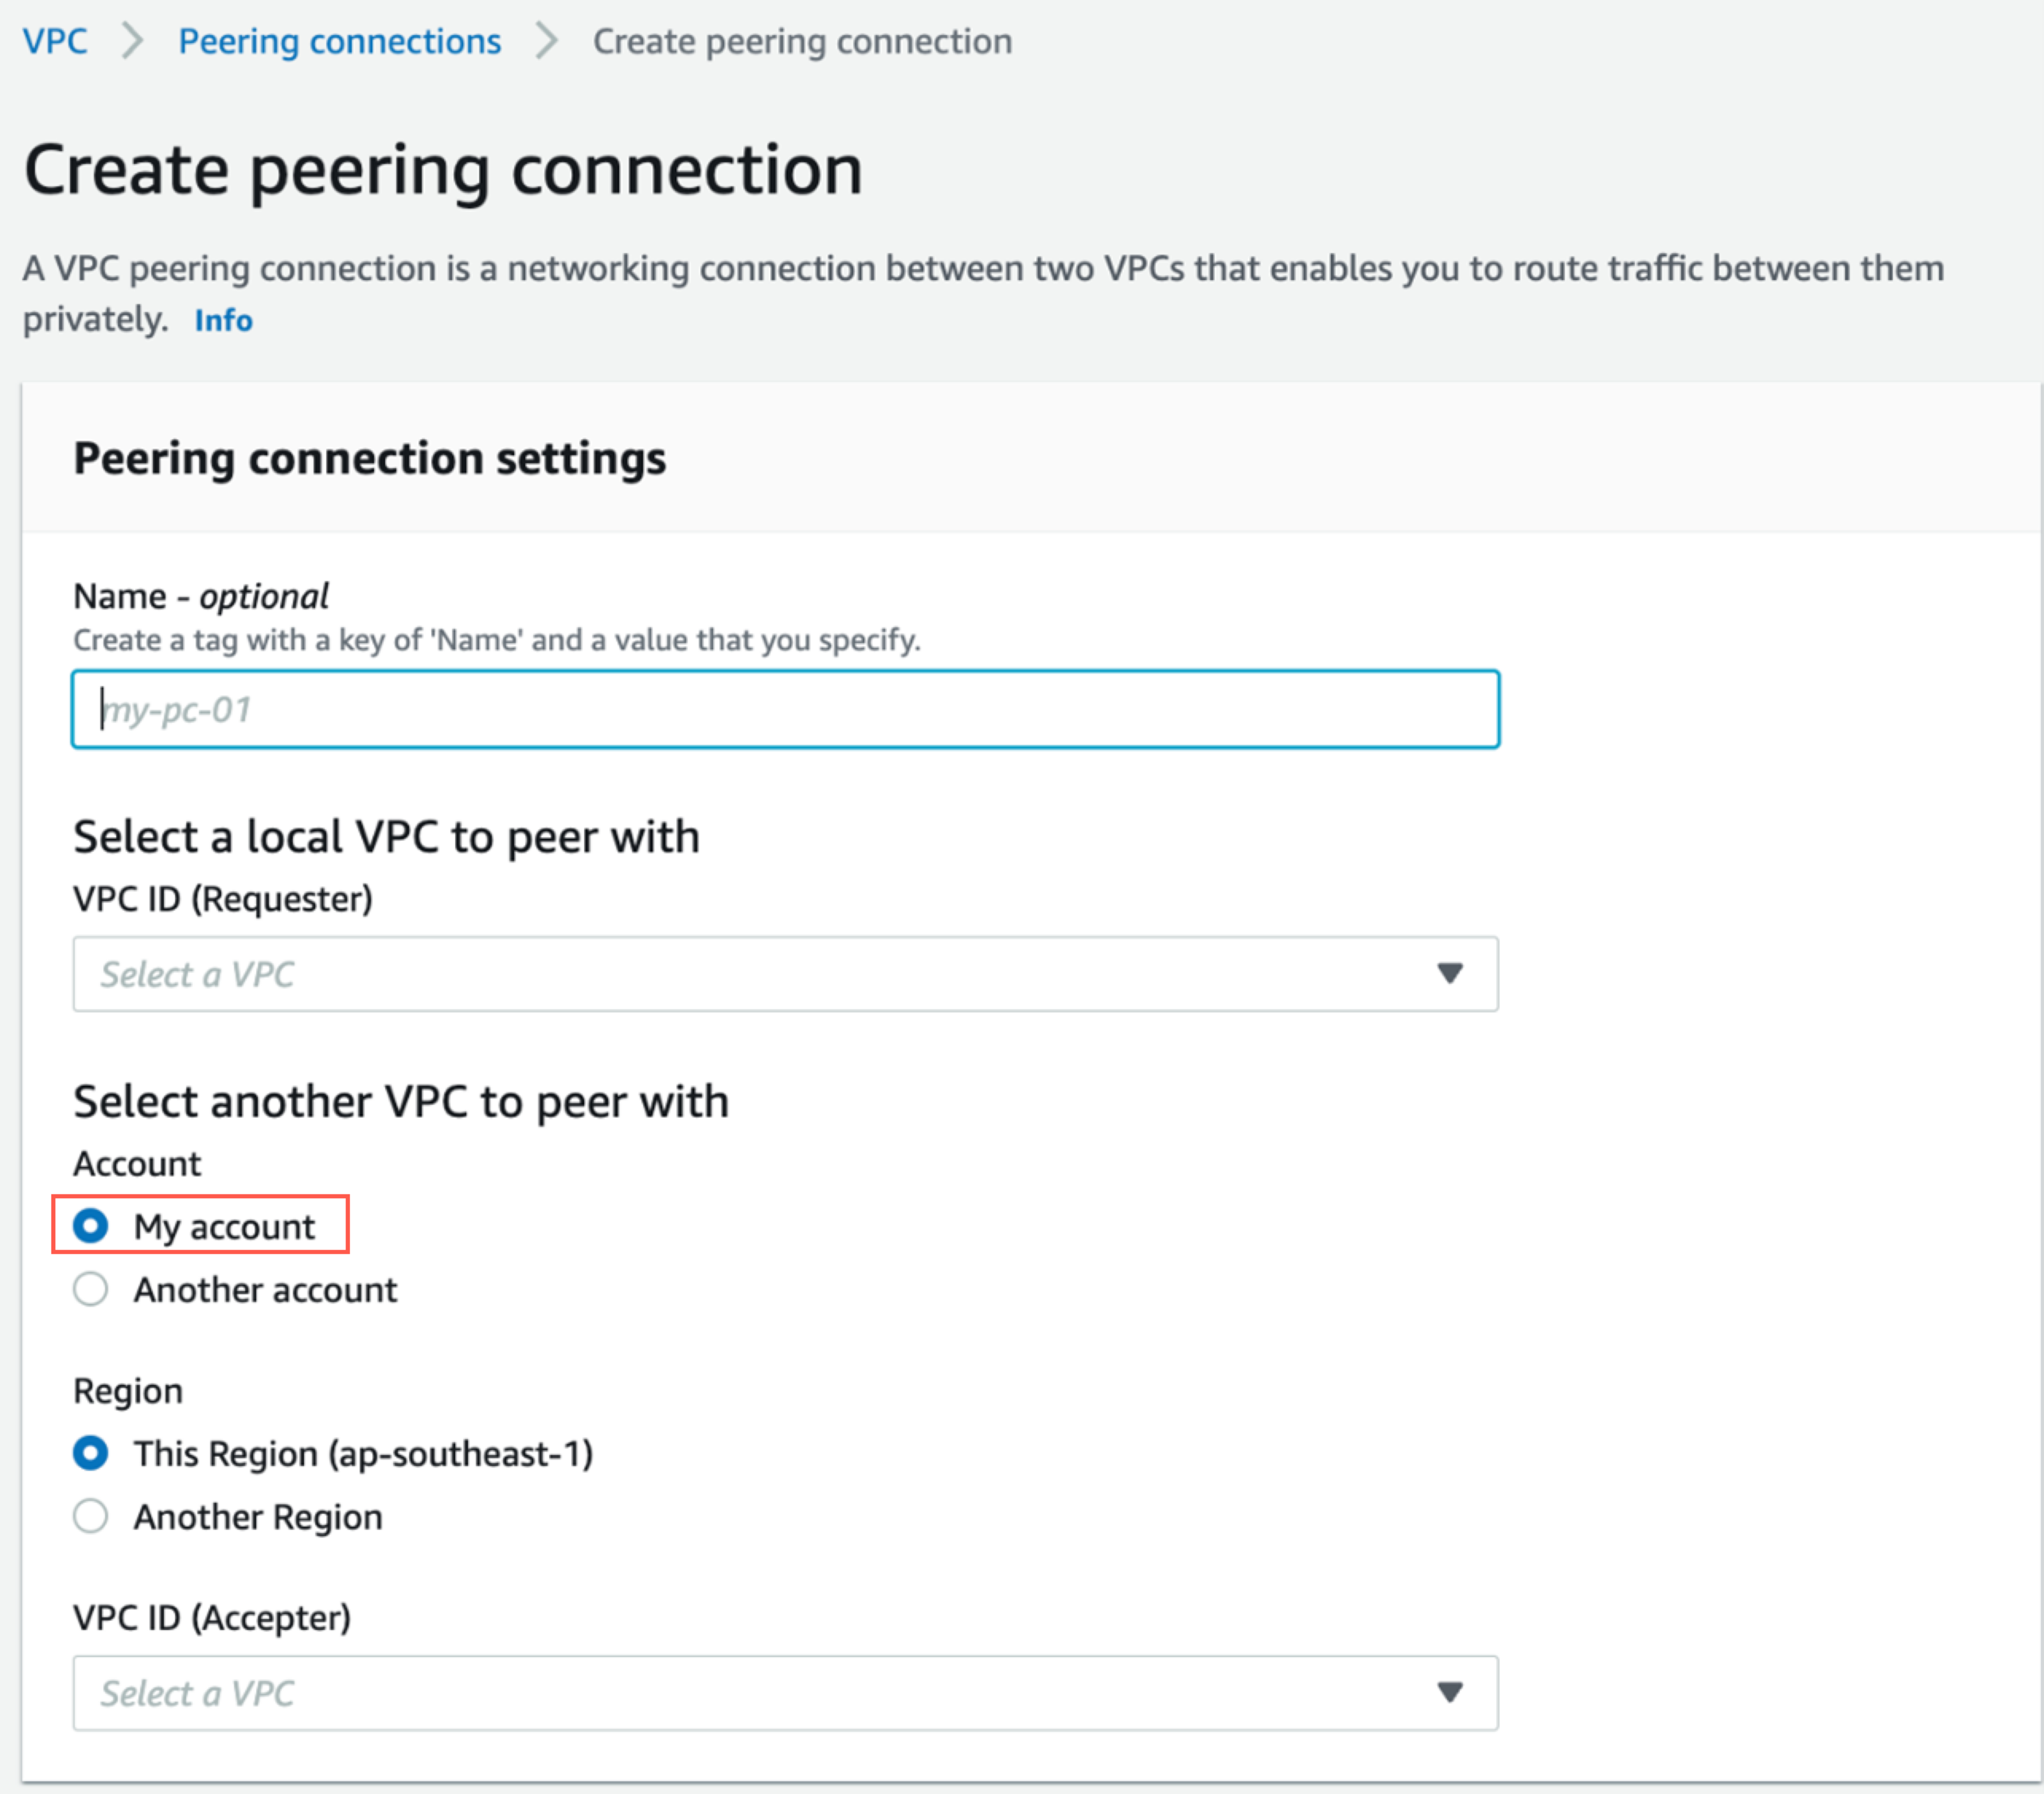 VPC Peering connections Create peering connection
Create peering connection
A VPC peering connection is a networking connection between two VPCs that enables you to route traffic between them
privately. Info
Peering connection settings
Name - optional
Create a tag with a key of 'Name' and a value that you specify.
my-pc-01
Select a local VPC to peer with
VPC ID (Requester)
Select a VPC
Select another VPC to peer with
Account
My account
Another account
Region
This Region (ap-southeast-1)
Another Region
VPC ID (Accepter)
Select a VPC